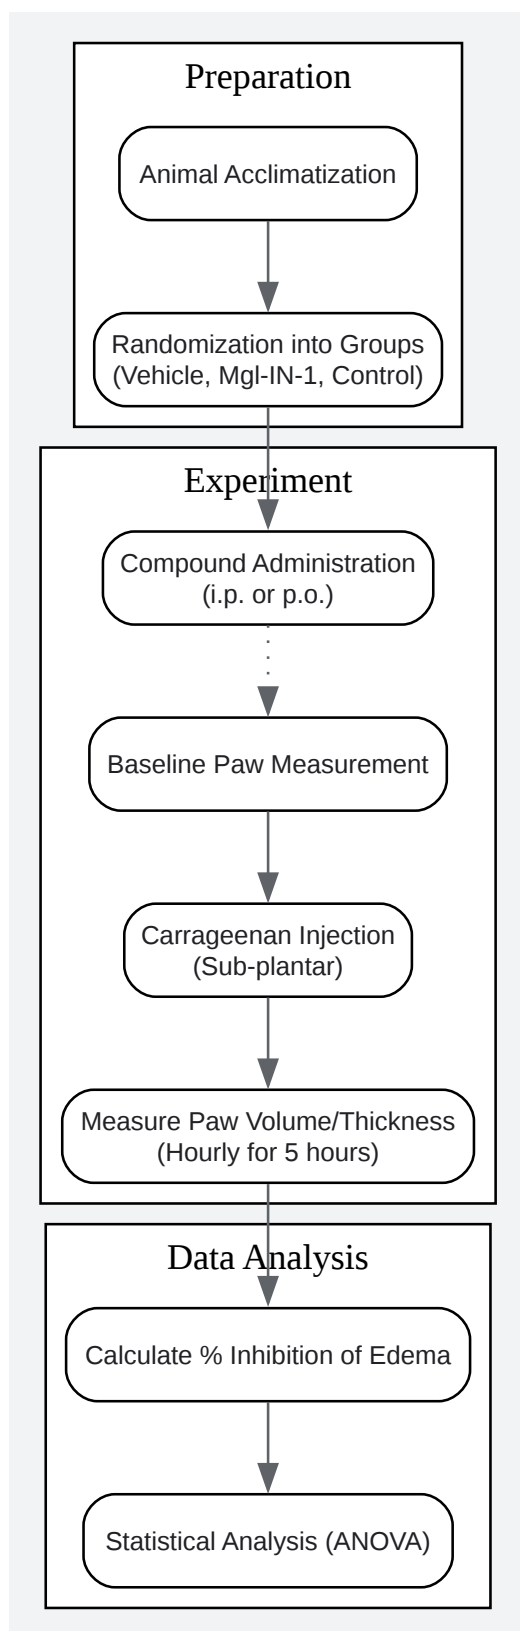 Preparation
Animal Acclimatization
Randomization into Groups
(Vehicle, Mgl-IN-1, Control)
Experiment
Compound Administration
(i.p. or p.o.)
Baseline Paw Measurement
Carrageenan Injection
(Sub-plantar)
Measure Paw Volume/Thickness
(Hourly for 5 hours)
Data Analysis
Calculate % Inhibition of Edema
Statistical Analysis (ANOVA)